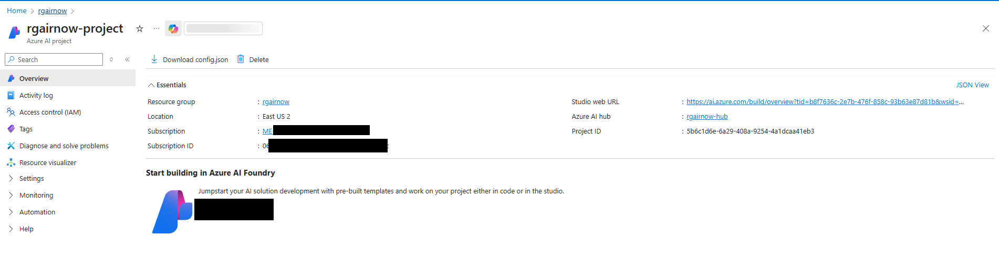 Home > rgairnow >
rgairnow-project
Azure AI project
Search
Download config.json Delete
Overview
Activity log
Access control (IAM)
Tags
Diagnose and solve problems
Resource visualizer
Settings
Monitoring
Automation
Help
Essentials
JSON View
Resource group : rgairnow
Location : East US 2
Subscription : ME-
Subscription ID : 06
Studio web URL : https://ai.azure.com/build/overview?tid=b8f7636c-2e7b-476f-858c-93b63e87d81b&wsid=...
Azure AI hub : rgairnow-hub
Project ID : 5b6c1d6e-6a29-408a-9254-4a1dcaa41eb3
Start building in Azure AI Foundry
Jumpstart your AI solution development with pre-built templates and work on your project either in code or in the studio.